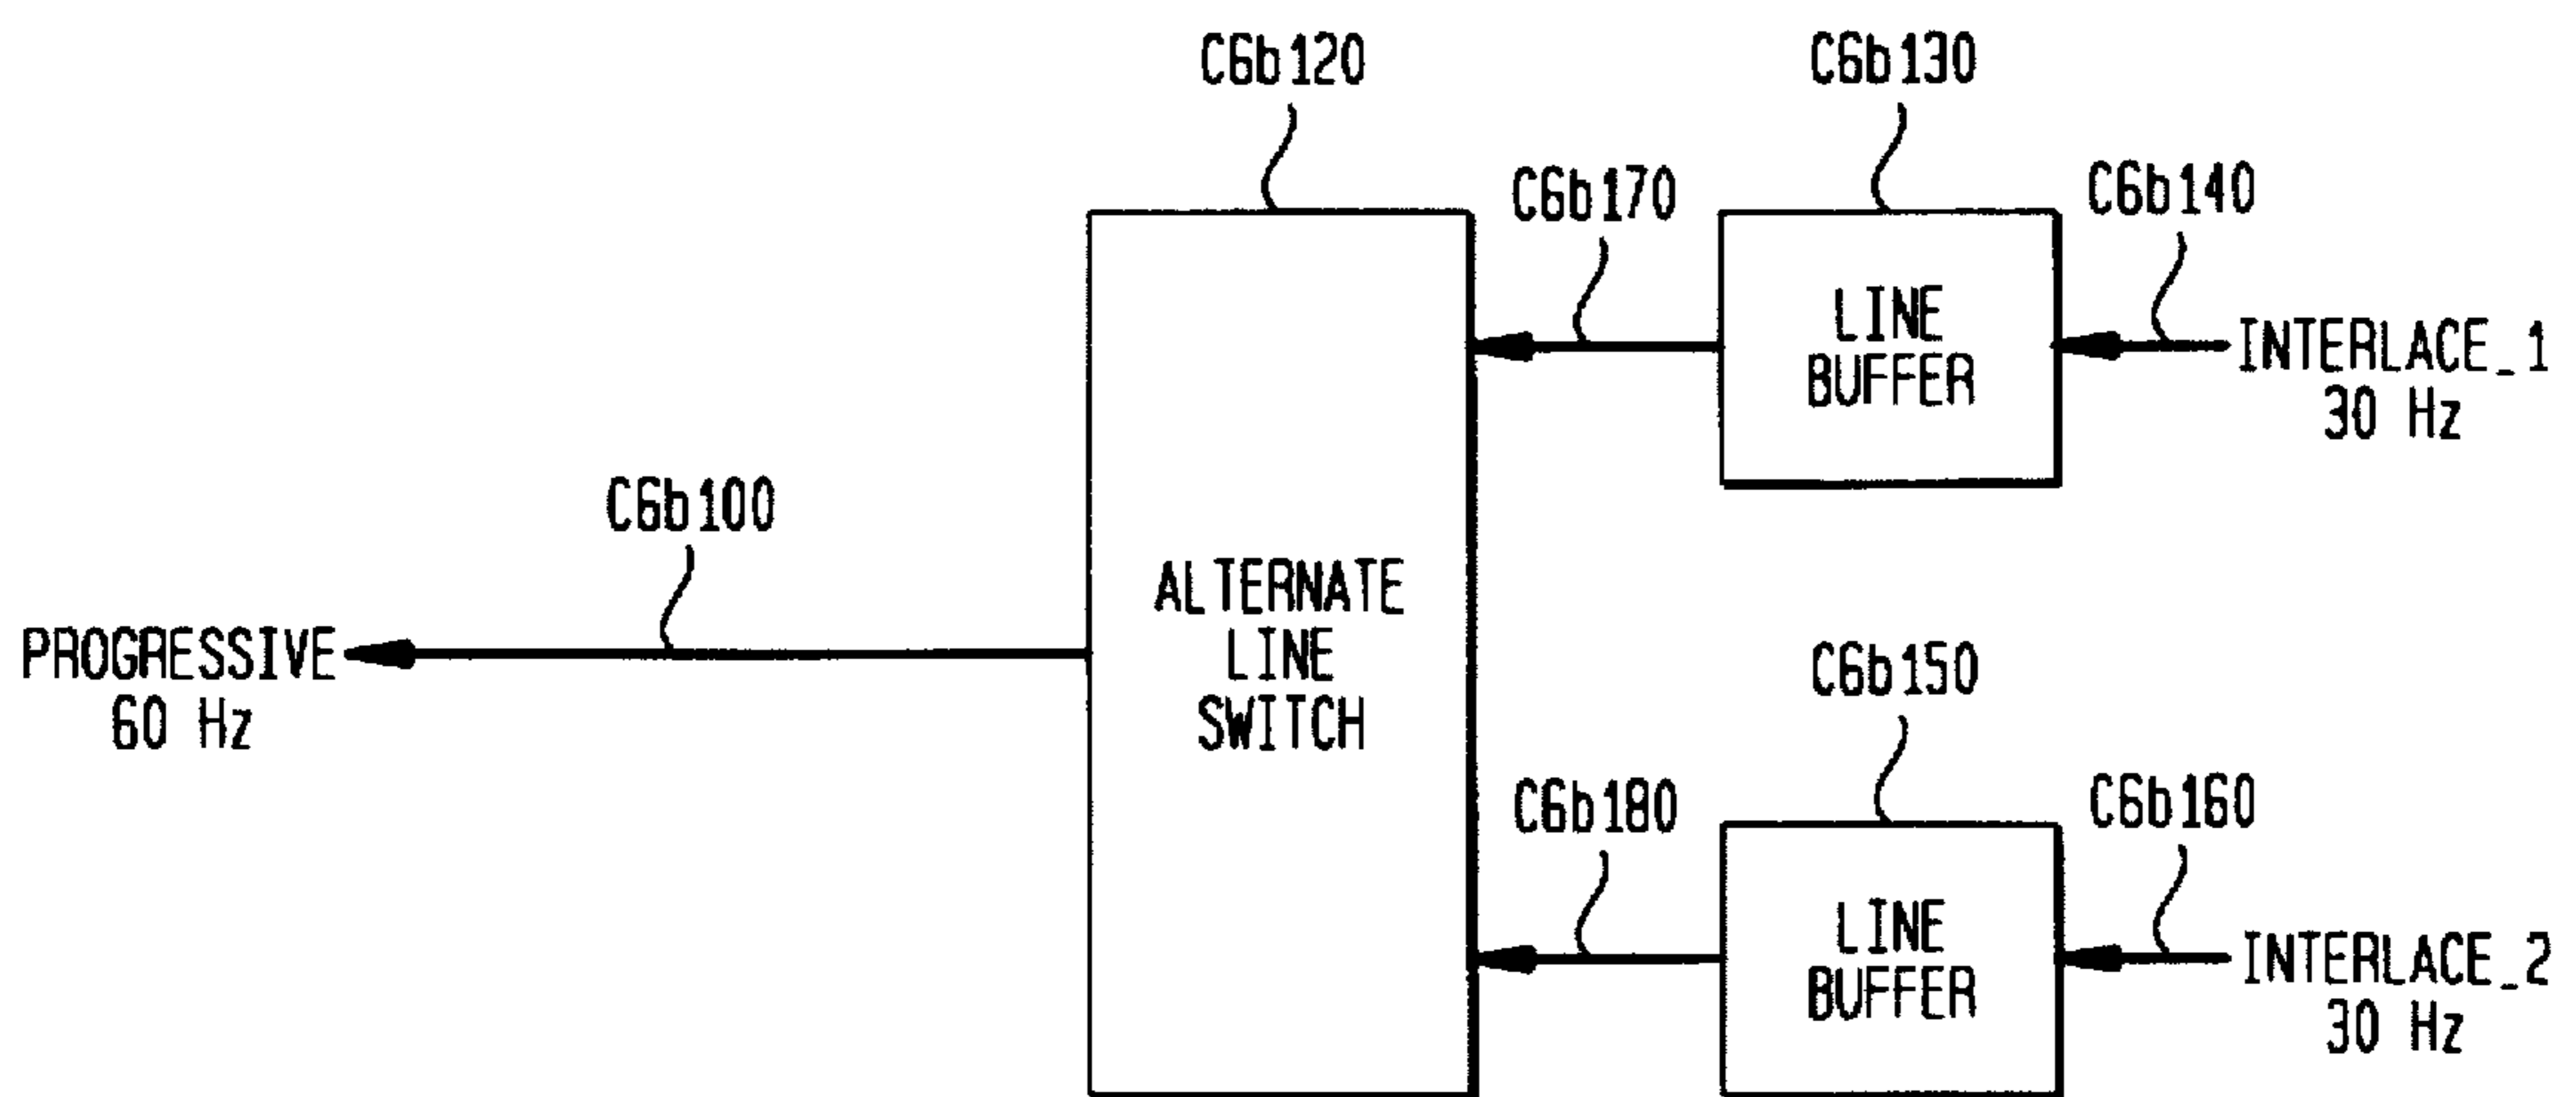 C6b120
C6b130
C6b170
C6b140
LINE
BUFFER
INTERLACE_1
30 Hz
C6b100
ALTERNATE
LINE
SWITCH
PROGRESSIVE
60 Hz
C6b150
C6b180
C6b160
LINE
BUFFER
INTERLACE_2
30 Hz